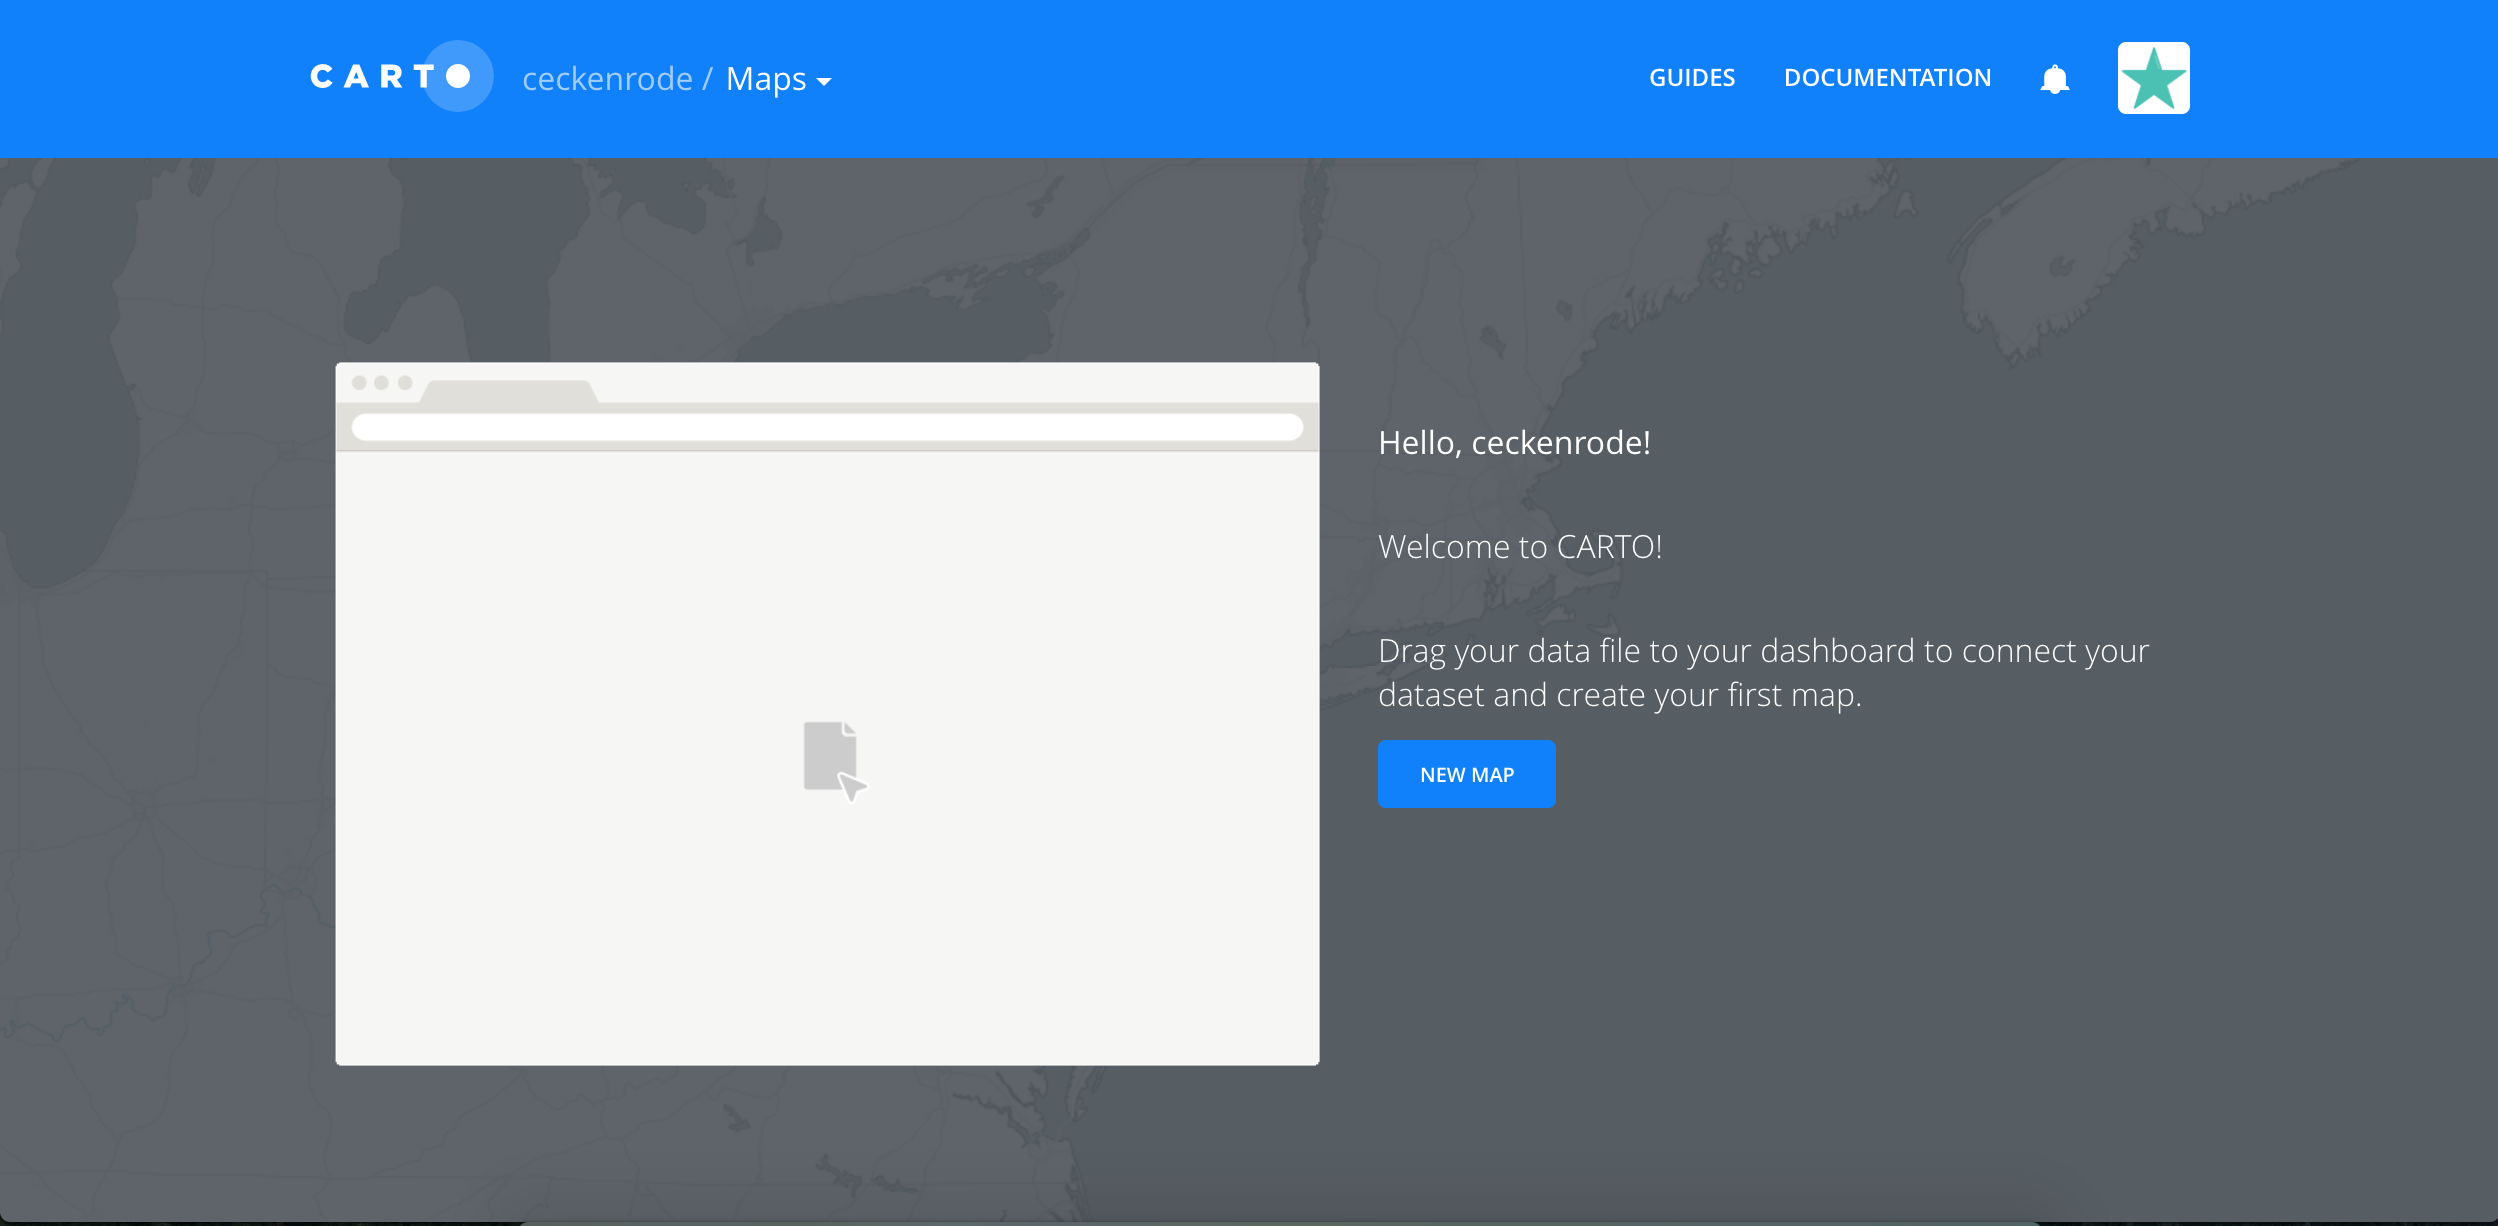 CARTO
ceckenrode / Maps
GUIDES
DOCUMENTATION
Hello, ceckenrode!
Welcome to CARTO!
Drag your data file to your dashboard to connect your
dataset and create your first map.
NEW MAP